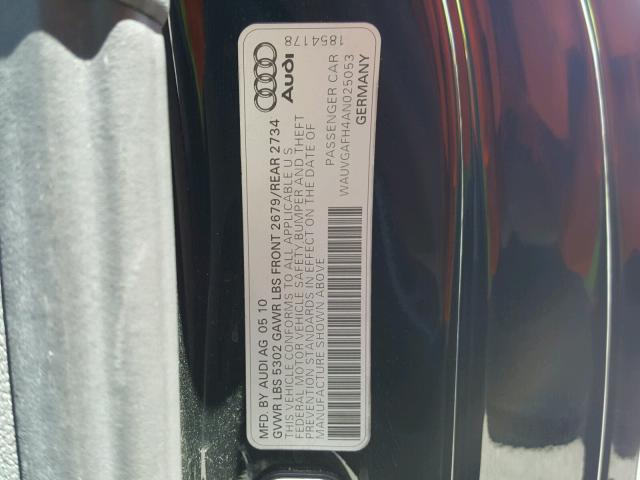 1854178
Audi
MFD. BY AUDI AG 05 10
GVWR LBS 5302 GAWR LBS FRONT 2679/REAR 2734
THIS VEHICLE CONFORMS TO ALL APPLICABLE U S
FEDERAL MOTOR VEHICLE SAFETY,BUMPER AND THEFT
PREVENTION STANDARDS IN EFFECT ON THE DATE OF
MANUFACTURE SHOWN ABOVE
PASSENGER CAR
WAUVGAFH4AN025053
GERMANY